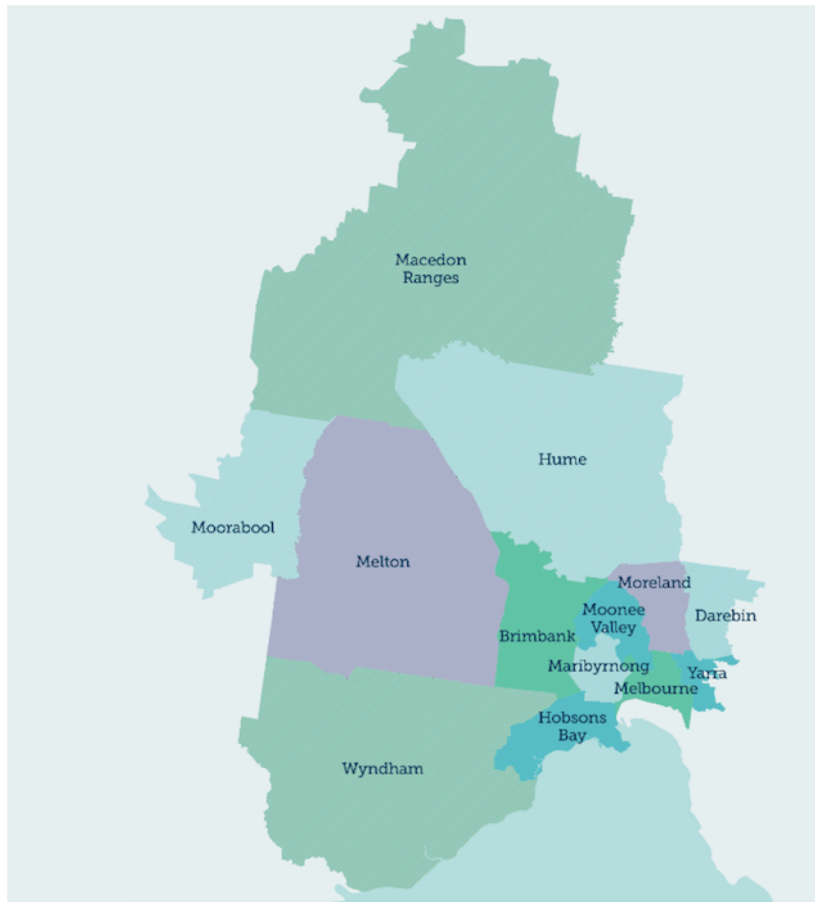 Macedon
Ranges
Hume
Moorabool
Melton
Moreland
Moonee
Valley
Darebin
Brimbank
Maribyrnong
Yarra
Melbourne
Hobsons
Bay
Wyndham